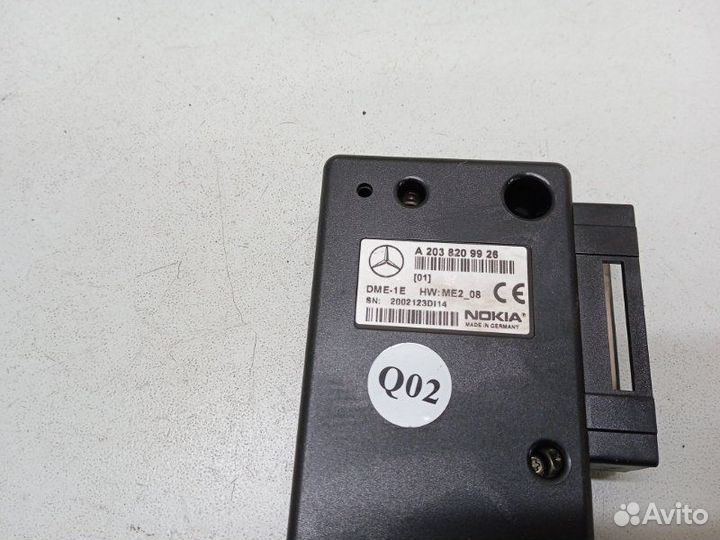 A 203 820 99 26
[01]
DME-1E HW:ME2_08 CE
SN: 2002123DI14
NOKIA®
MADE IN GERMANY
Q02
Avito